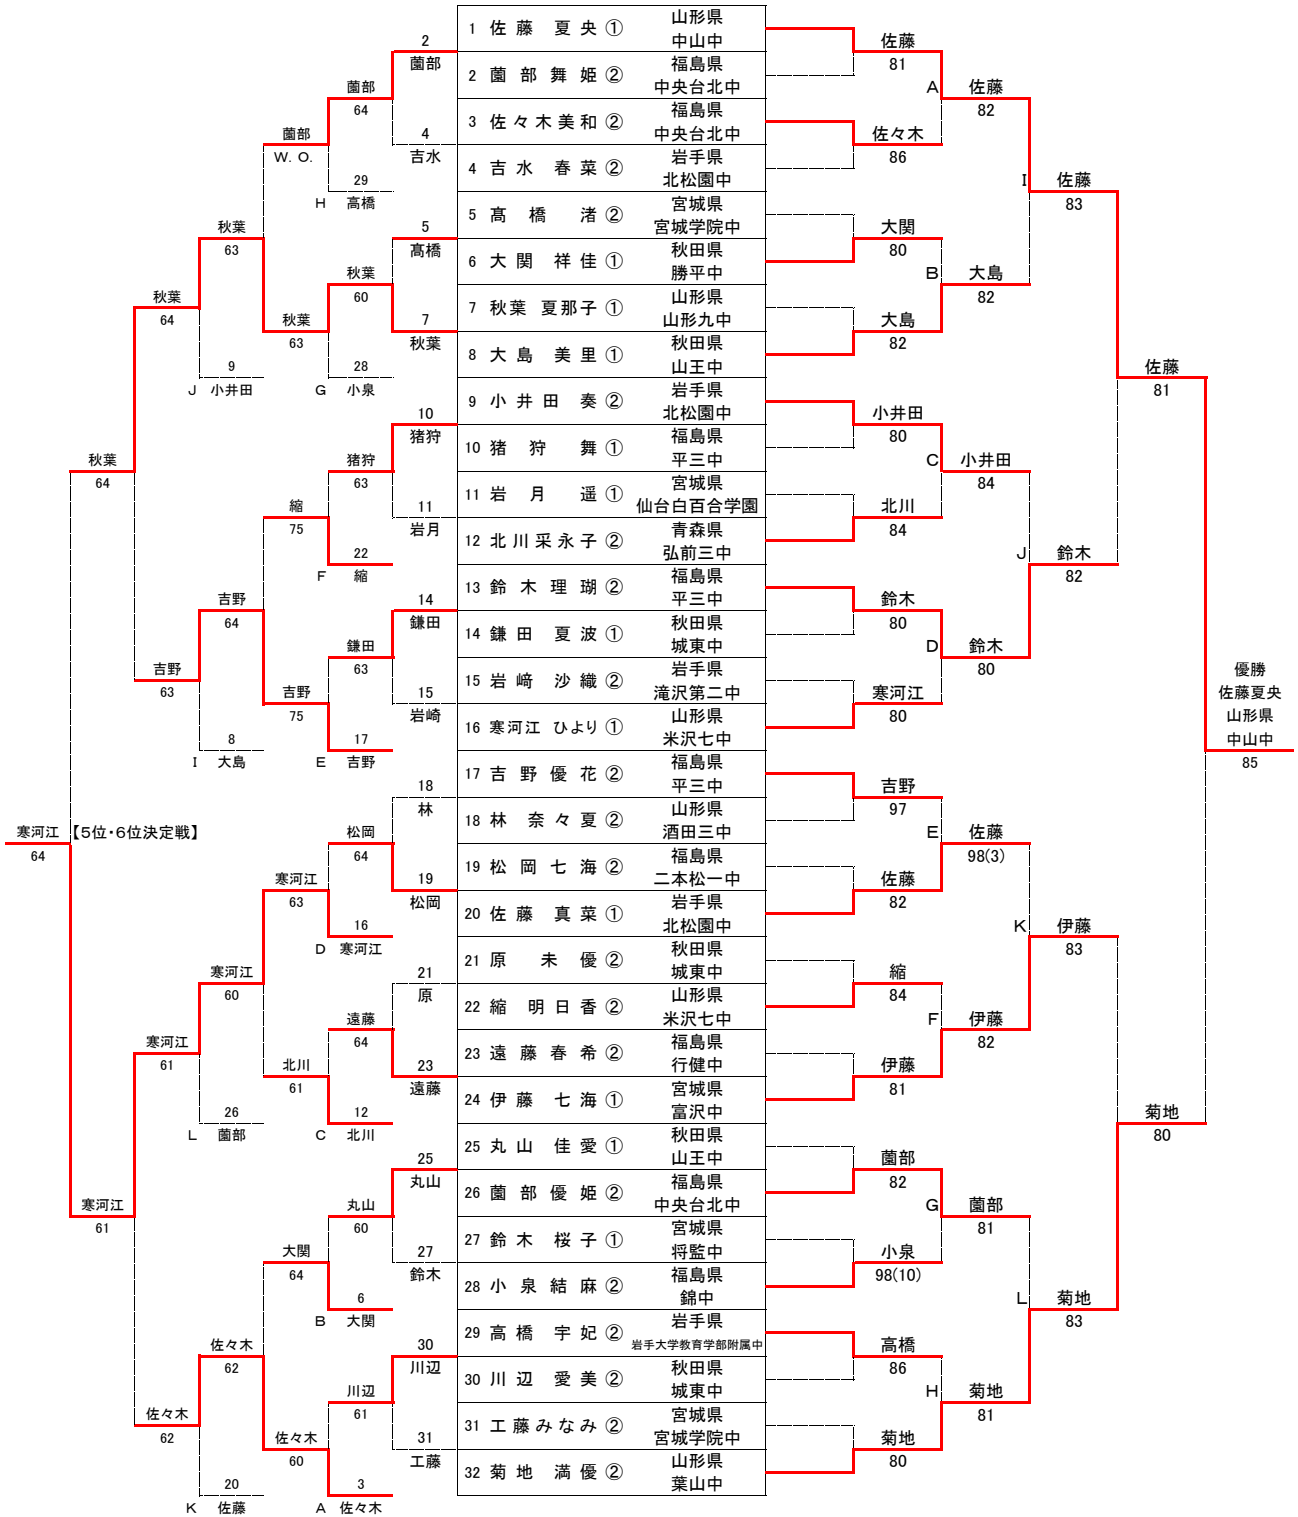 1 佐藤 夏央 ① 山形県 中山中
2 薗部舞姫 ② 福島県 中央台北中
3 佐々木美和 ② 福島県 中央台北中
4 吉水 春菜 ② 岩手県 北松園中
5 髙橋 渚 ② 宮城県 宮城学院中
6 大関 祥佳 ① 秋田県 勝平中
7 秋葉 夏那子 ① 山形県 山形九中
8 大島 美里 ① 秋田県 山王中
9 小井田 奏 ② 岩手県 北松園中
10 猪狩 舞 ① 福島県 平三中
11 岩月 遥 ① 宮城県 仙台白百合学園
12 北川采永子 ② 青森県 弘前三中
13 鈴木理瑚 ② 福島県 平三中
14 鎌田 夏波 ① 秋田県 城東中
15 岩﨑 沙織 ② 岩手県 滝沢第二中
16 寒河江 ひより ① 山形県 米沢七中
17 吉野優花 ② 福島県 平三中
18 林 奈々夏 ② 山形県 酒田三中
19 松岡七海 ② 福島県 二本松一中
20 佐藤 真菜 ① 岩手県 北松園中
21 原 未優 ② 秋田県 城東中
22 縮 明日香 ② 山形県 米沢七中
23 遠藤春希 ② 福島県 行健中
24 伊藤 七海 ① 宮城県 富沢中
25 丸山 佳愛 ① 秋田県 山王中
26 薗部優姫 ② 福島県 中央台北中
27 鈴木 桜子 ① 宮城県 将監中
28 小泉結麻 ② 福島県 錦中
29 高橋 宇妃 ② 岩手県 岩手大学教育学部附属中
30 川辺 愛美 ② 秋田県 城東中
31 工藤みなみ ② 宮城県 宮城学院中
32 菊地 満優 ② 山形県 葉山中
佐藤
81
佐々木
86
大関
80
大島
82
小井田
80
北川
84
鈴木
80
寒河江
80
吉野
97
佐藤
82
縮
84
伊藤
81
薗部
82
小泉
98(10)
高橋
86
菊地
80
A 佐藤
82
B 大島
82
C 小井田
84
D 鈴木
80
E 佐藤
98(3)
F 伊藤
82
G 薗部
81
H 菊地
81
I 佐藤
83
J 鈴木
82
K 伊藤
83
L 菊地
83
佐藤
81
菊地
80
優勝
佐藤夏央
山形県
中山中
85
2
薗部
4
吉水
5
髙橋
7
秋葉
10
猪狩
11
岩月
14
鎌田
15
岩崎
18
林
19
松岡
21
原
23
遠藤
25
丸山
27
鈴木
30
川辺
31
工藤
薗部
64
29
H 高橋
秋葉
60
28
G 小泉
猪狩
63
22
F 縮
鎌田
63
17
E 吉野
松岡
64
16
D 寒河江
遠藤
64
12
C 北川
丸山
60
6
B 大関
川辺
61
3
A 佐々木
薗部
W.O.
秋葉
63
縮
75
吉野
75
寒河江
63
北川
61
大関
64
佐々木
60
秋葉
63
9
J 小井田
吉野
64
8
I 大島
寒河江
60
26
L 薗部
佐々木
62
20
K 佐藤
秋葉
64
吉野
63
寒河江
61
佐々木
62
秋葉
64
寒河江
61
寒河江 【5位・6位決定戦】
64